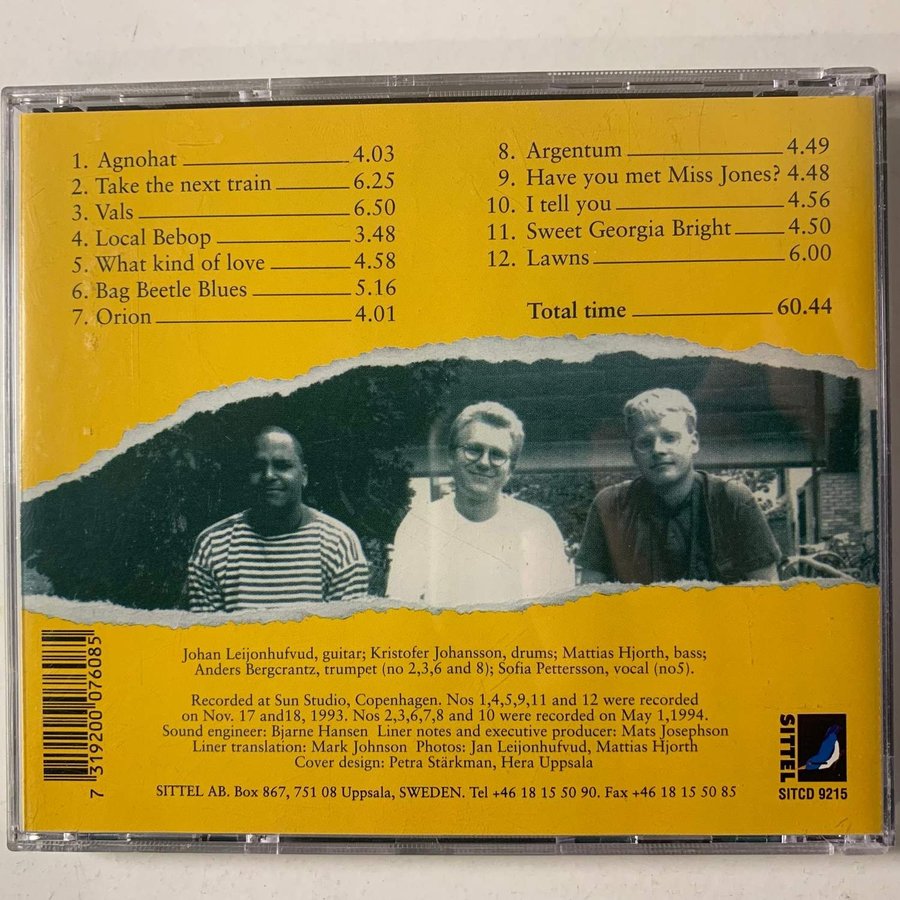 1. Agnohat 4.03
2. Take the next train 6.25
3. Vals 6.50
4. Local Bebop 3.48
5. What kind of love 4.58
6. Bag Beetle Blues 5.16
7. Orion 4.01
8. Argentum 4.49
9. Have you met Miss Jones? 4.48
10. I tell you 4.56
11. Sweet Georgia Bright 4.50
12. Lawns 6.00
Total time 60.44
Johan Leijonhufvud, guitar; Kristofer Johansson, drums; Mattias Hjorth, bass;
Anders Bergcrantz, trumpet (no 2,3,6 and 8); Sofia Pettersson, vocal (no5).
Recorded at Sun Studio, Copenhagen. Nos 1,4,5,9,11 and 12 were recorded
on Nov. 17 and18, 1993. Nos 2,3,6,7,8 and 10 were recorded on May 1,1994.
Sound engineer: Bjarne Hansen Liner notes and executive producer: Mats Josephson
Liner translation: Mark Johnson Photos: Jan Leijonhufvud, Mattias Hjorth
Cover design: Petra Stärkman, Hera Uppsala
SITTEL AB. Box 867, 751 08 Uppsala, SWEDEN. Tel +46 18 15 50 90. Fax +46 18 15 50 85
7 319200 076085
SITTEL
SITCD 9215